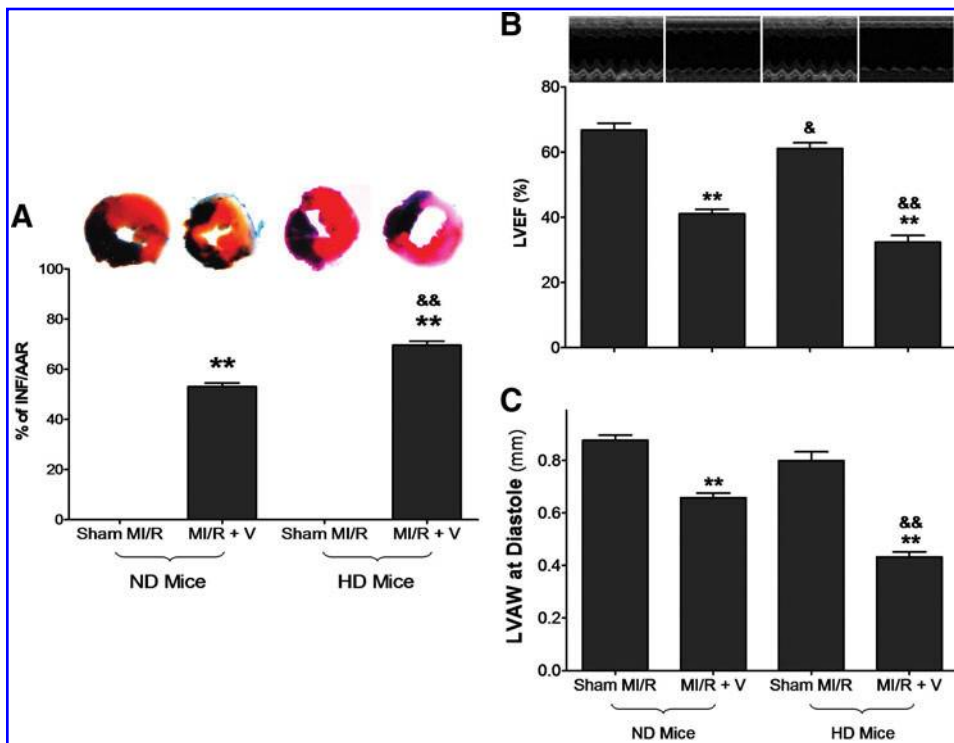 A
100
80
60
40
20
0
% of INF/AAR
**
&&
**
Sham MI/R MI/R + V Sham MI/R MI/R + V
ND Mice HD Mice
B
80
60
40
20
0
LVEF (%)
**
&
&&
**
C
0.8
0.6
0.4
0.2
0.0
LVAW at Diastole (mm)
**
&&
**
Sham MI/R MI/R + V Sham MI/R MI/R + V
ND Mice HD Mice